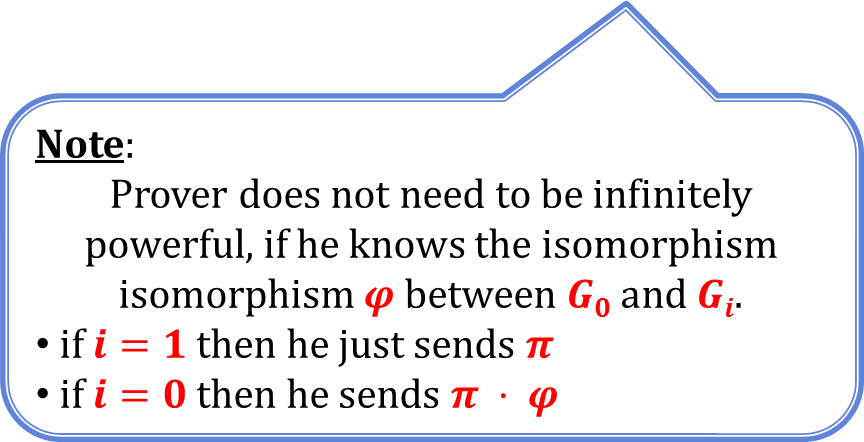 Note:
Prover does not need to be infinitely
powerful, if he knows the isomorphism
isomorphism φ between G₀ and Gᵢ.
• if i = 1 then he just sends π
• if i = 0 then he sends π · φ